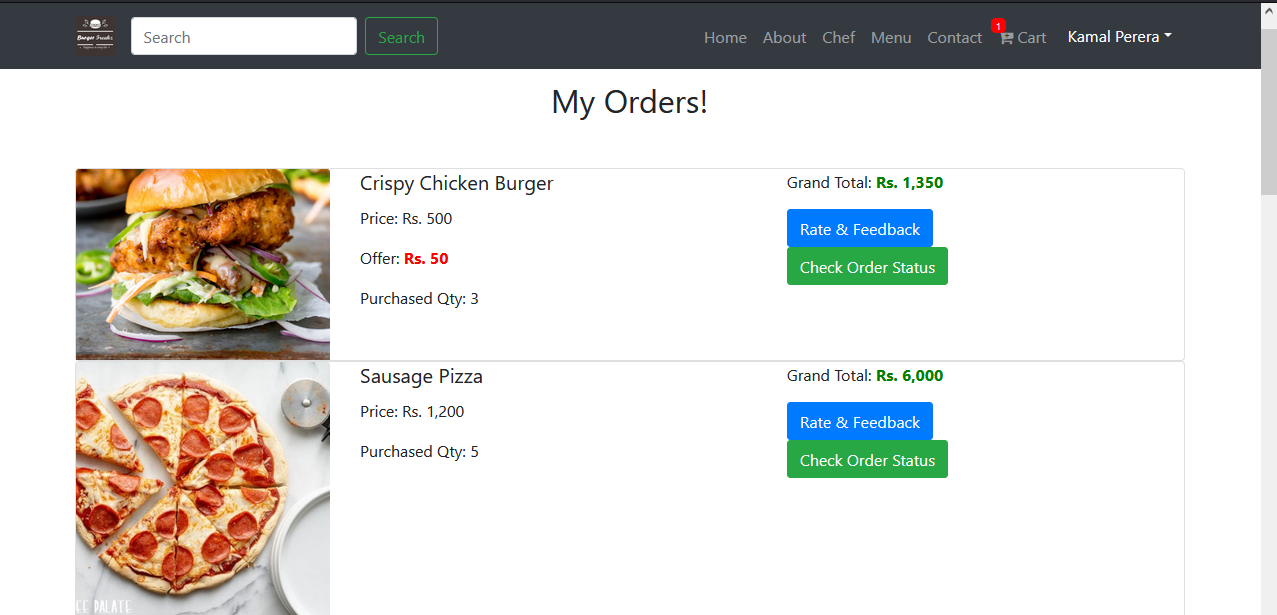 Burger Freaks
Search
Search
Home
About
Chef
Menu
Contact
1
Cart
Kamal Perera
My Orders!
Crispy Chicken Burger
Price: Rs. 500
Offer: Rs. 50
Purchased Qty: 3
Grand Total: Rs. 1,350
Rate & Feedback
Check Order Status
Sausage Pizza
Price: Rs. 1,200
Purchased Qty: 5
Grand Total: Rs. 6,000
Rate & Feedback
Check Order Status
EE PALATE